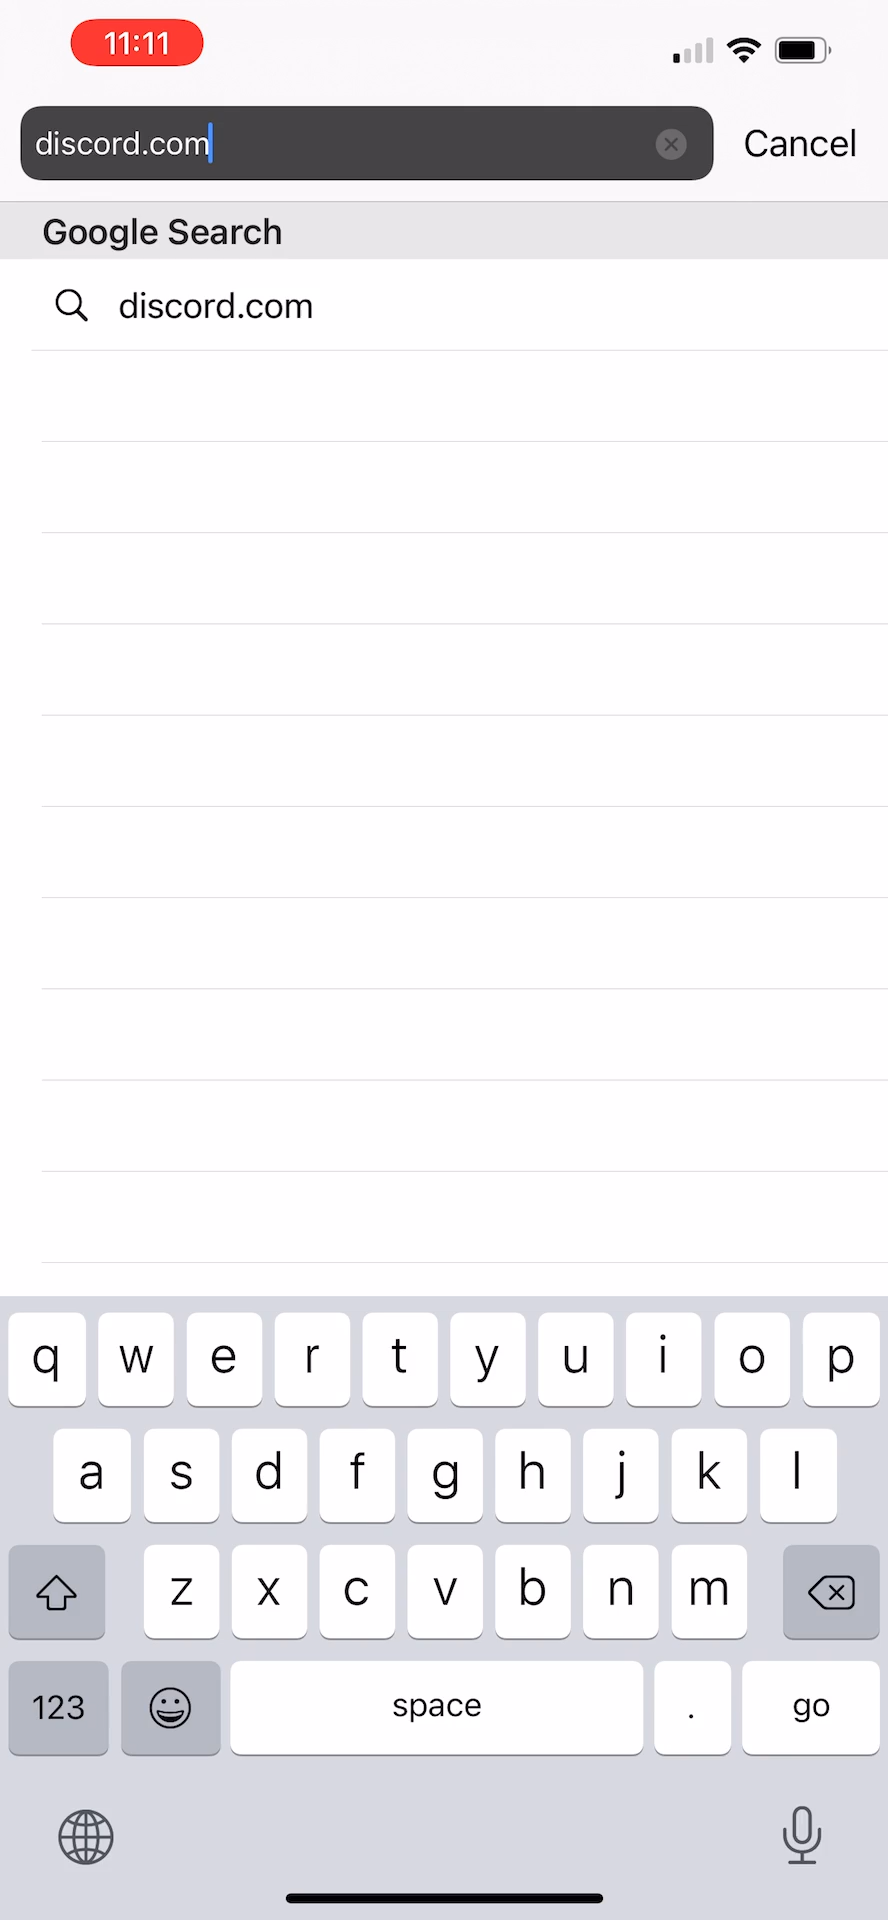 11:11
discord.com
Cancel
Google Search
discord.com
q w e r t y u i o p
a s d f g h j k l
z x c v b n m
123 space . go